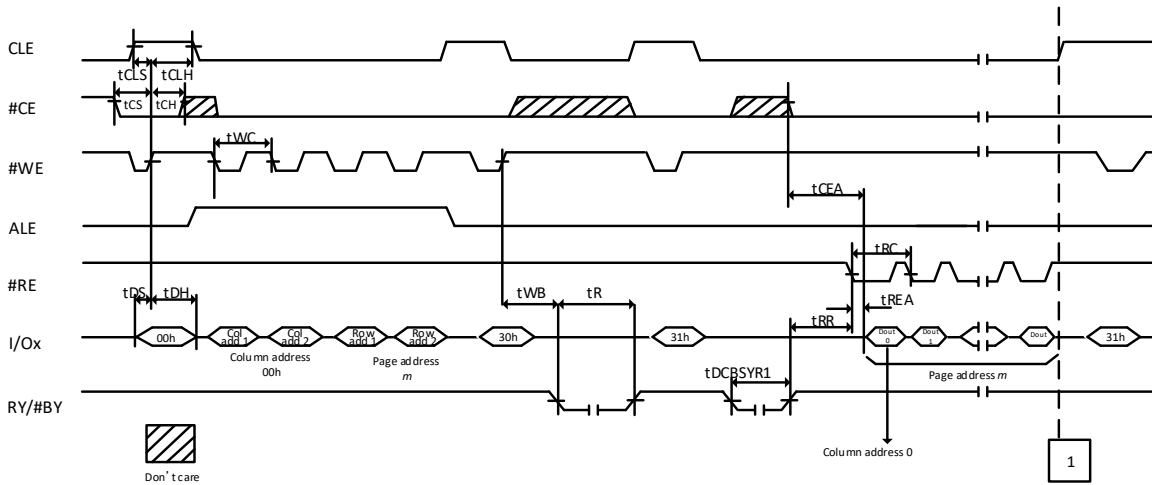 CLE
tCLS tCLH
#CE
tCS tCH
tWC
#WE
tCEA
ALE
tRC
#RE
tDS tDH
tWB tR
tREA
tRR
I/Ox
00h
Col
add 1
Col
add 2
Row
add 1
Row
add 2
30h
31h
Dout
0
Dout
1
Dout
31h
Column address
00h
Page address
m
tDCBSYR1
Page address m
RY/#BY
Column address 0
1
Don't care